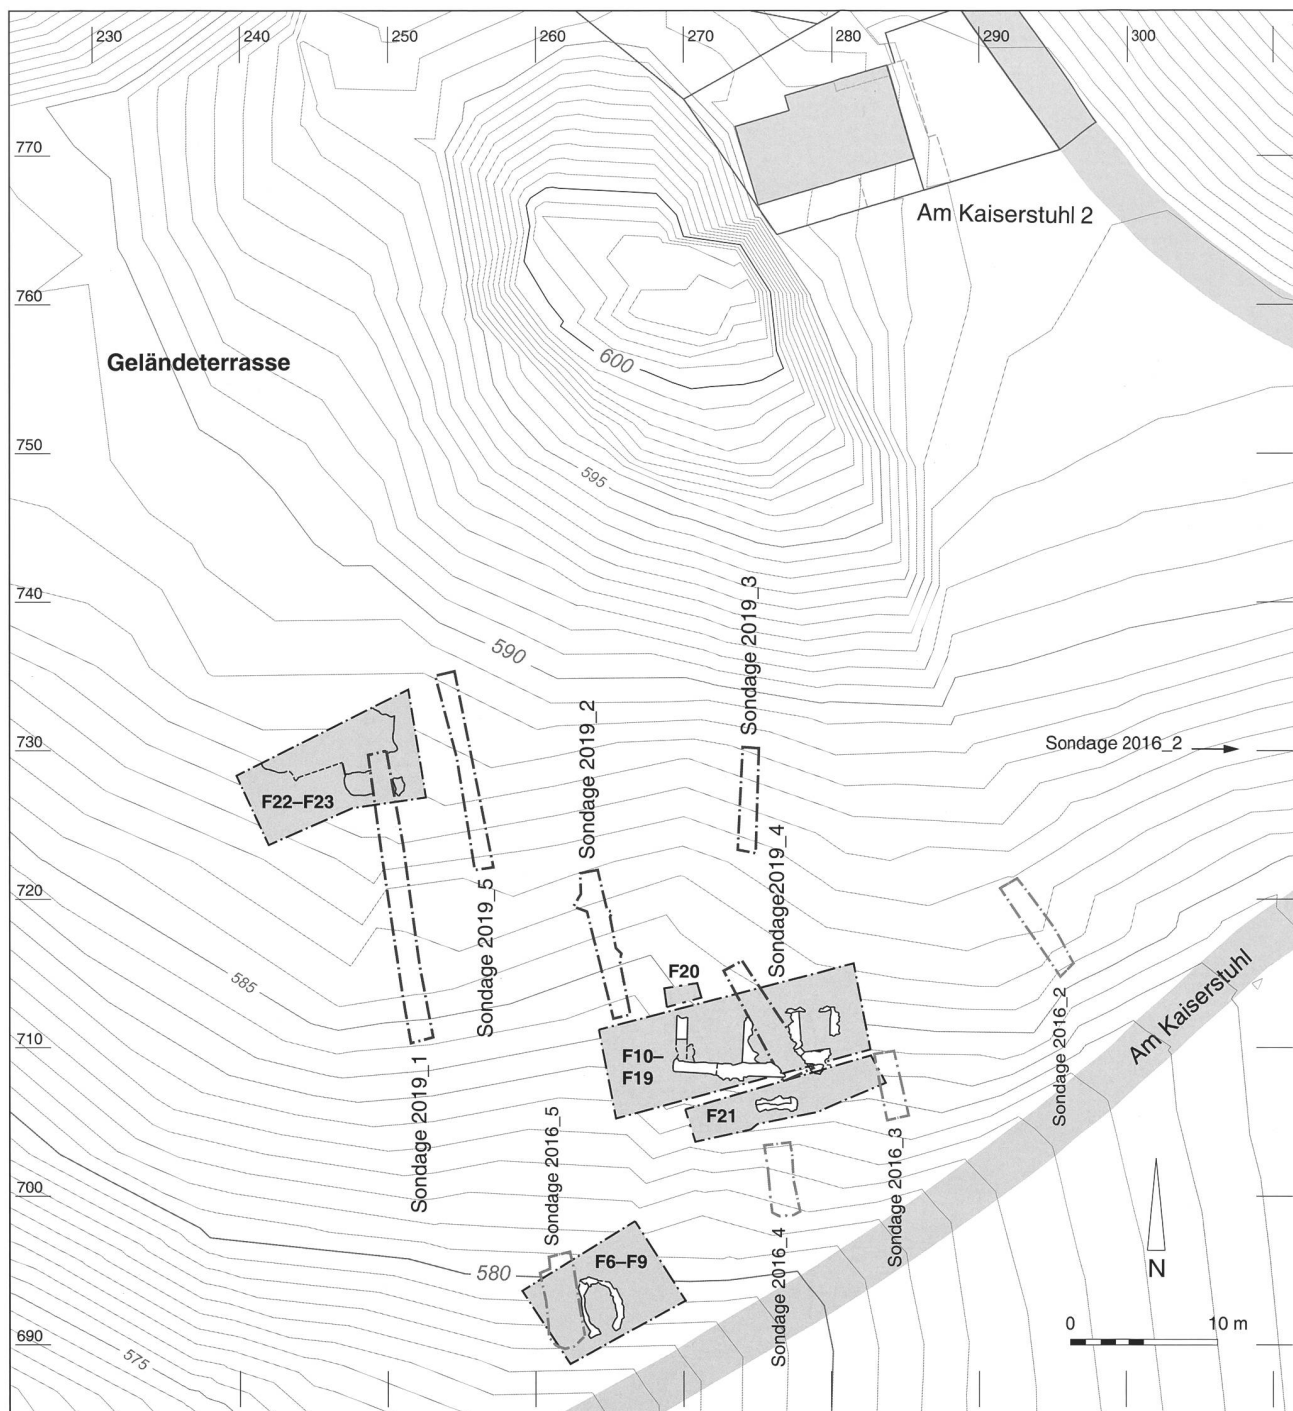 230 240 250 260 270 280 290 300
770
Am Kaiserstuhl 2
760
Geländeterrasse
600
750
595
740
Sondage 2019_3
590
730
Sondage 2019_2
Sondage 2016_2
F22–F23
Sondage2019_4
720
Sondage 2019_5
585
F20
Sondage 2016_2
Am Kaiserstuhl
710
F10–
F19
Sondage 2019_1
F21
Sondage 2016_5
Sondage 2016_3
700
Sondage 2016_4
F6–F9
580
N
690
0 10 m
575